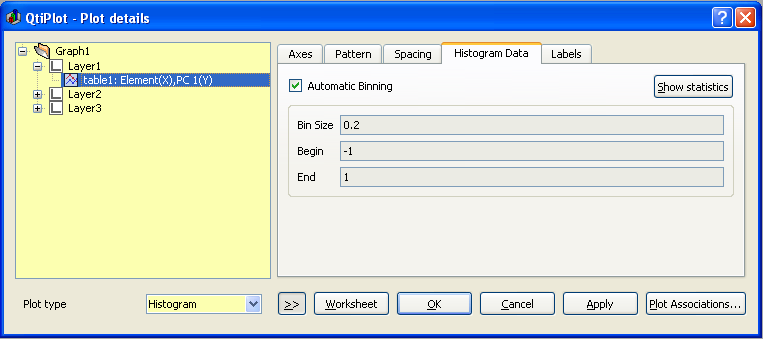 QtiPlot - Plot details
Graph1
Layer1
table1: Element(X),PC 1(Y)
Layer2
Layer3
Axes Pattern Spacing Histogram Data Labels
Automatic Binning Show statistics
Bin Size 0.2
Begin -1
End 1
Plot type Histogram >> Worksheet OK Cancel Apply Plot Associations...